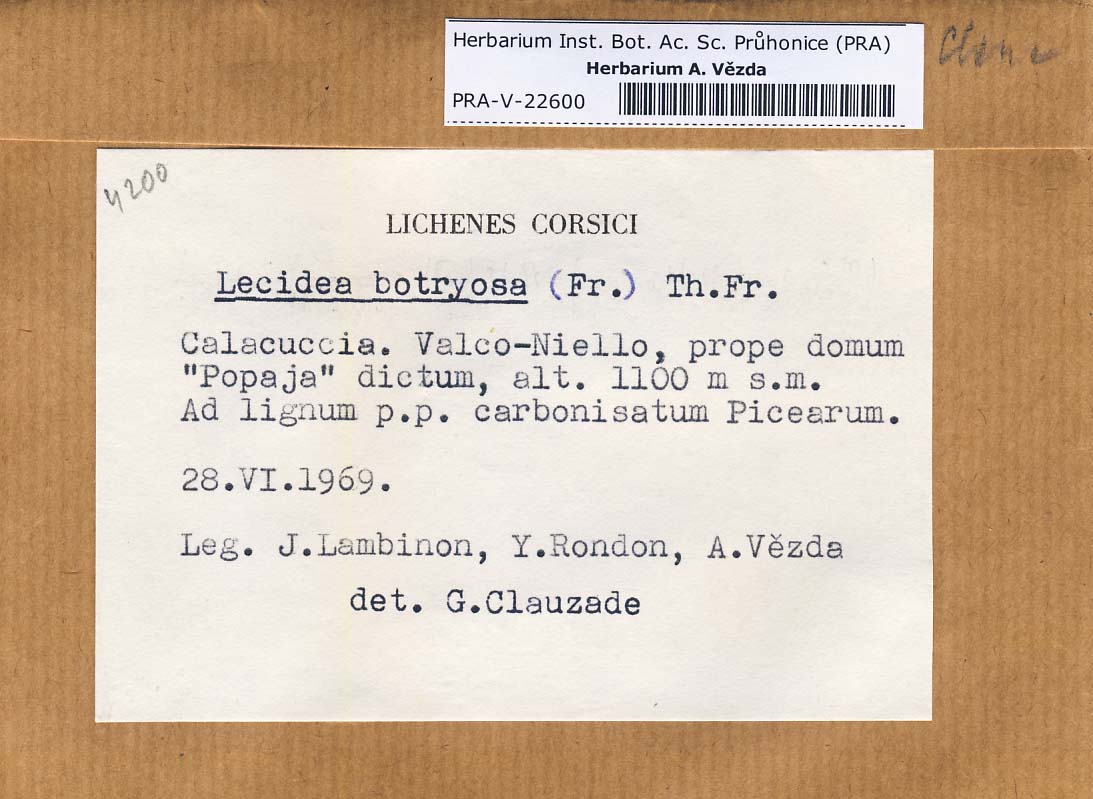 Herbarium Inst. Bot. Ac. Sc. Průhonice (PRA)
Herbarium A. Vězda
PRA-V-22600
4200
LICHENES CORSICI
Lecidea botryosa (Fr.) Th.Fr.
Calacuccia. Valco-Niello, prope domum
"Popaja" dictum, alt. 1100 m s.m.
Ad lignum p.p. carbonisatum Picearum.
28.VI.1969.
Leg. J.Lambinon, Y.Rondon, A.Vězda
det. G.Clauzade